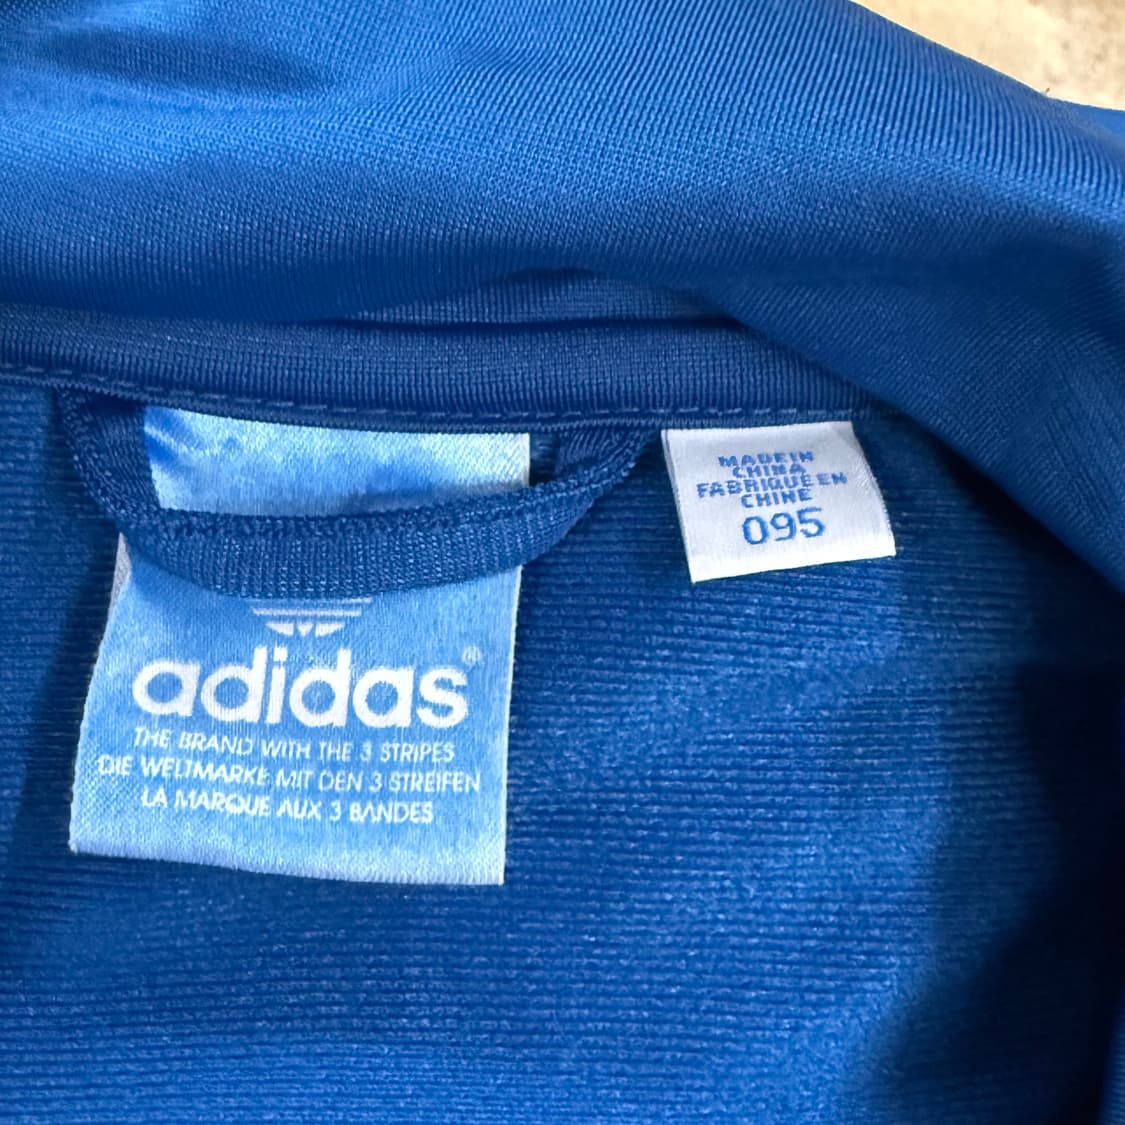 adidas®
THE BRAND WITH THE 3 STRIPES
DIE WELTMARKE MIT DEN 3 STREIFEN
LA MARQUE AUX 3 BANDES
MADE IN
CHINA
FABRIQUE EN
CHINE
095